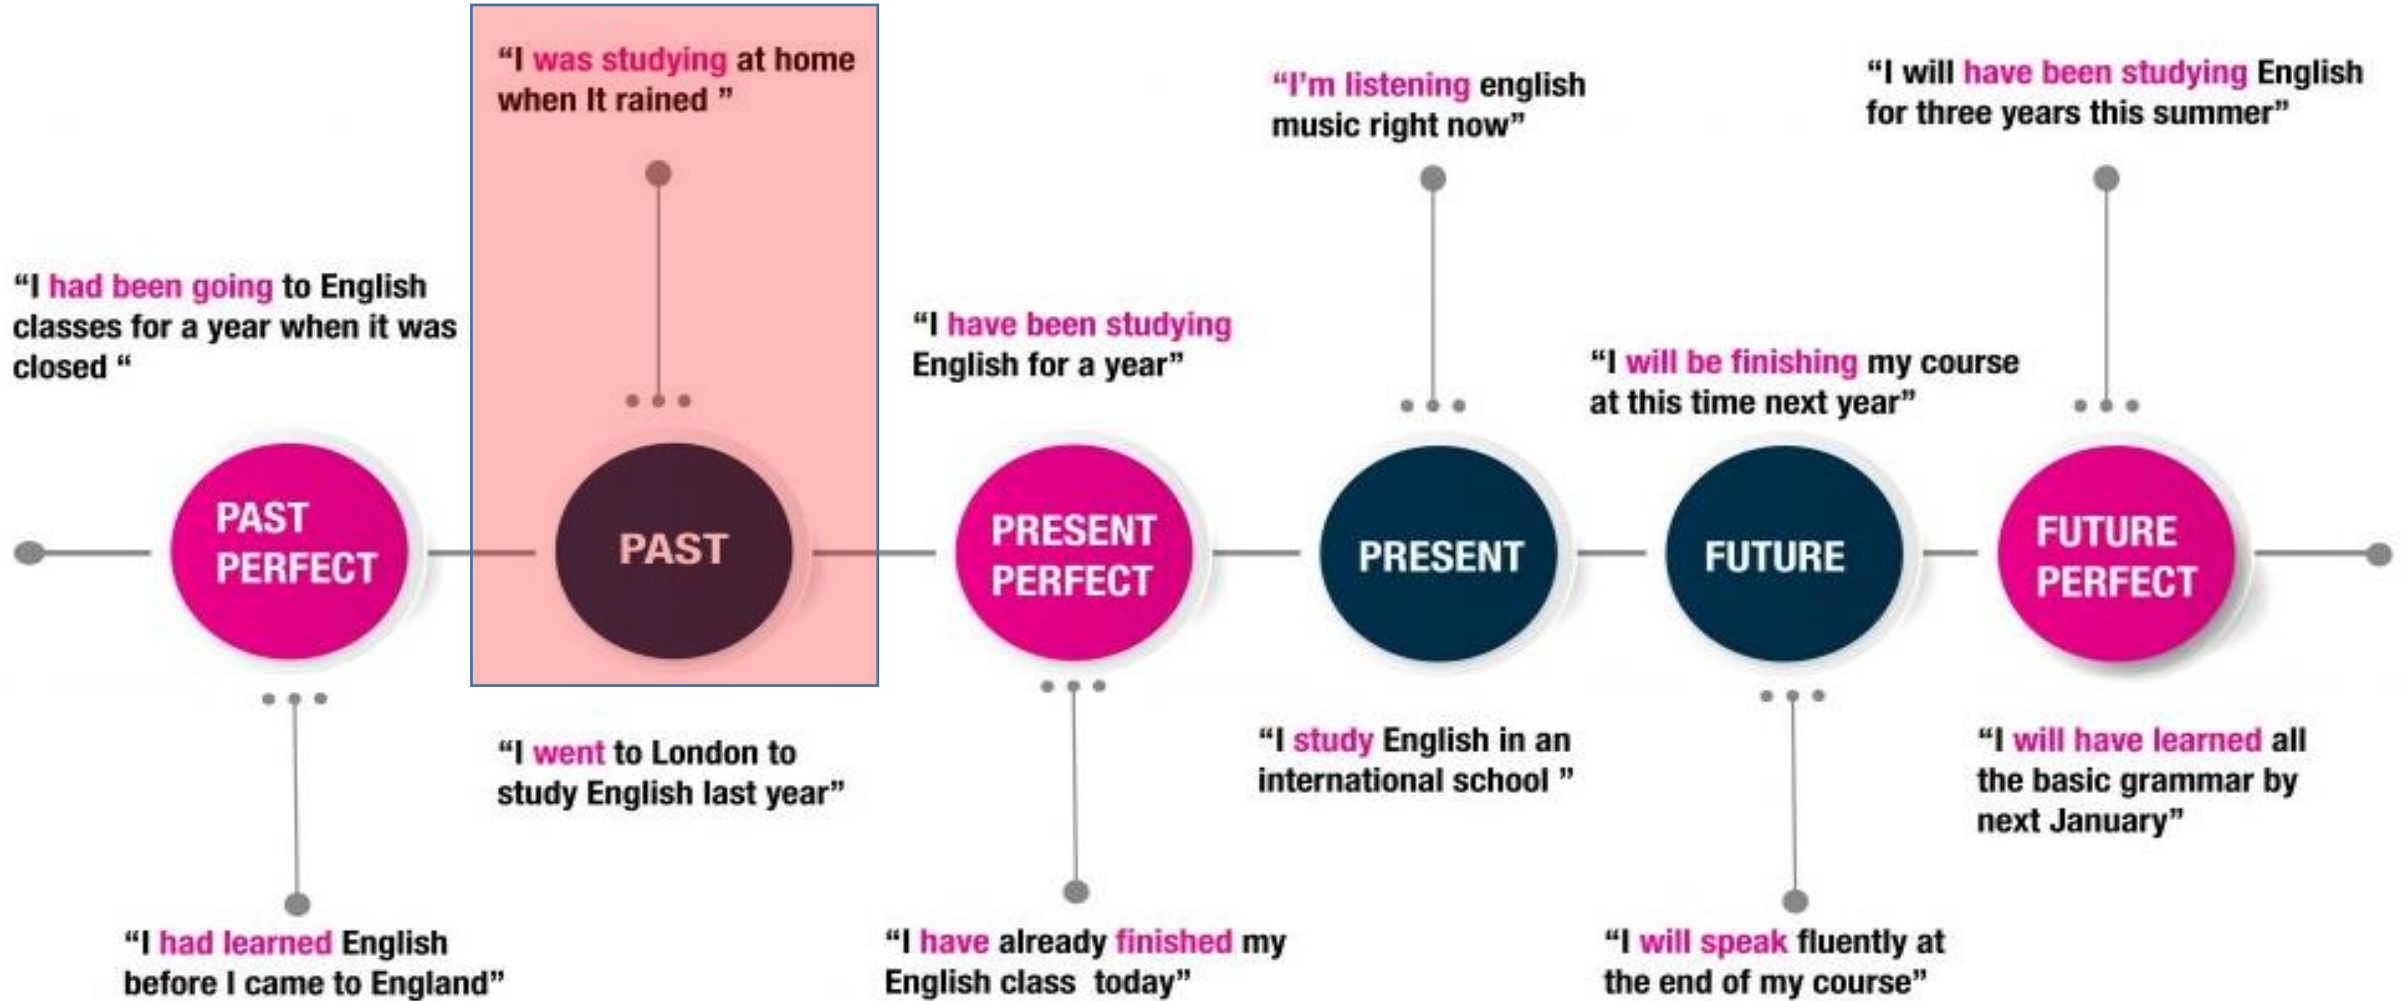 “I was studying at home
when It rained ”
“I’m listening english
music right now”
“I will have been studying English
for three years this summer”
“I had been going to English
classes for a year when it was
closed “
“I have been studying
English for a year”
“I will be finishing my course
at this time next year”
PAST
PERFECT
PAST
PRESENT
PERFECT
PRESENT
FUTURE
FUTURE
PERFECT
“I went to London to
study English last year”
“I study English in an
international school ”
“I will have learned all
the basic grammar by
next January”
“I had learned English
before I came to England”
“I have already finished my
English class today”
“I will speak fluently at
the end of my course”